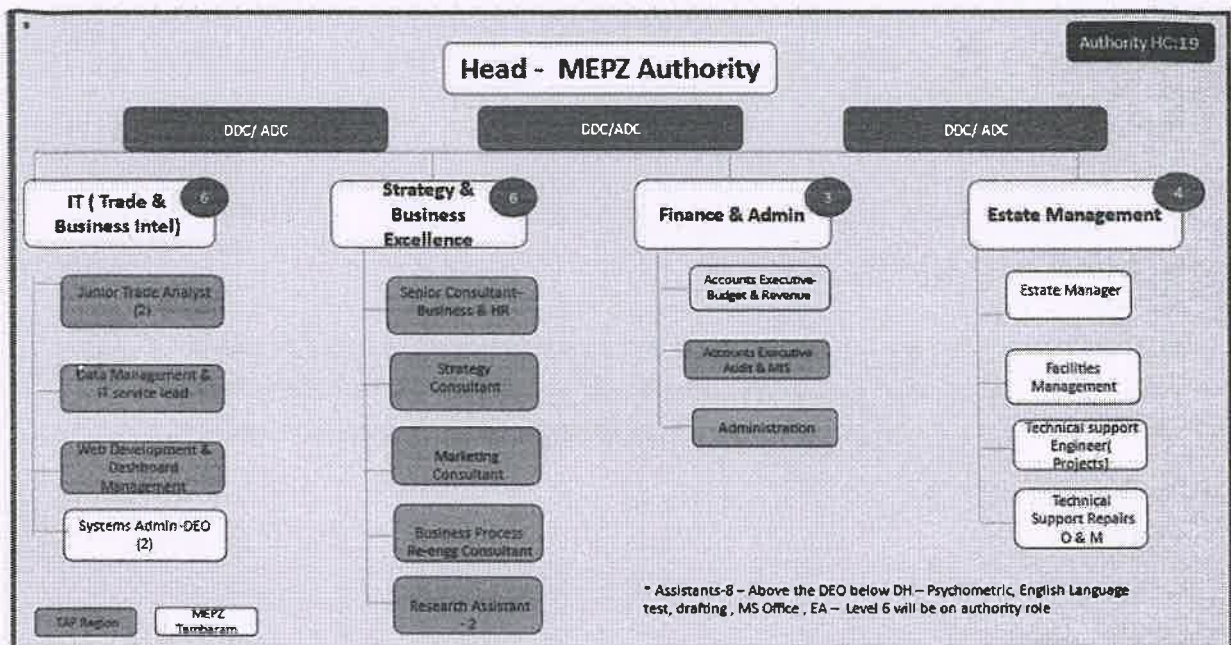 Authority HC:19
Head - MEPZ Authority
DDC/ ADC
DDC/ADC
DDC/ ADC
IT ( Trade &
Business Intel)
6
Strategy &
Business
Excellence
6
Finance & Admin
3
Estate Management
4
Junior Trade Analyst
(2)
Data Management &
IT service lead
Web Development &
Dashboard
Management
Systems Admin-DEO
(2)
Senior Consultant-
Business & HR
Strategy
Consultant
Marketing
Consultant
Business Process
Re-engg Consultant
Research Assistant
-2
Accounts Executive-
Budget & Revenue
Accounts Executive
Audit & MIS
Administration
Estate Manager
Facilities
Management
Technical support
Engineer(
Projects)
Technical
Support Repairs
O & M
* Assistants-8 – Above the DEO below DH – Psychometric, English Language
test, drafting , MS Office , EA – Level 6 will be on authority role
TAP Region
MEPZ
Tambaram